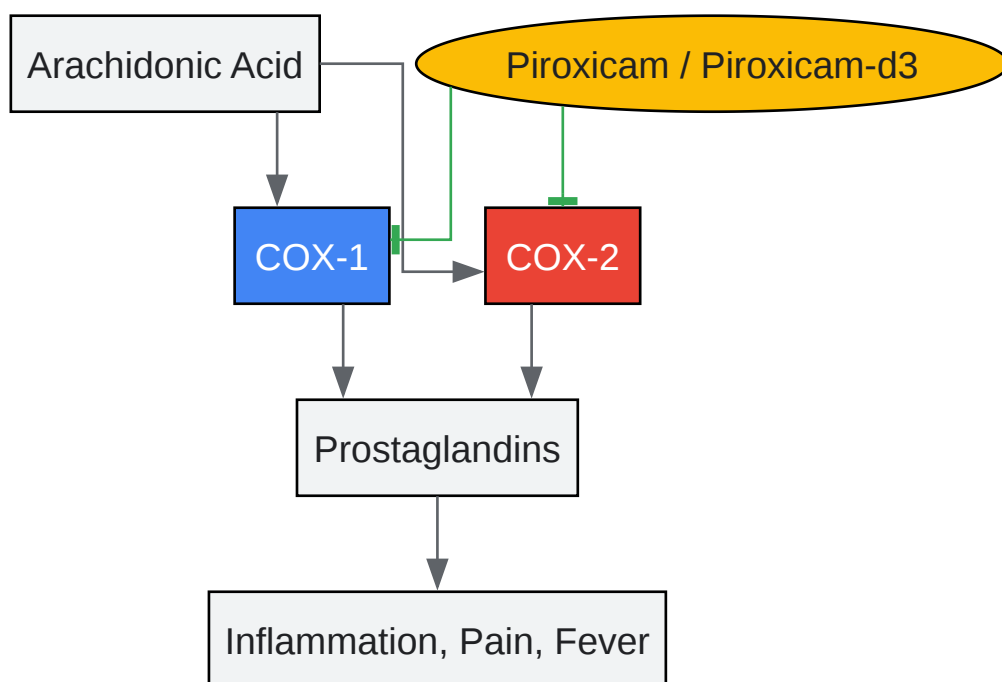 Arachidonic Acid
Piroxicam / Piroxicam-d3
COX-1
COX-2
Prostaglandins
Inflammation, Pain, Fever